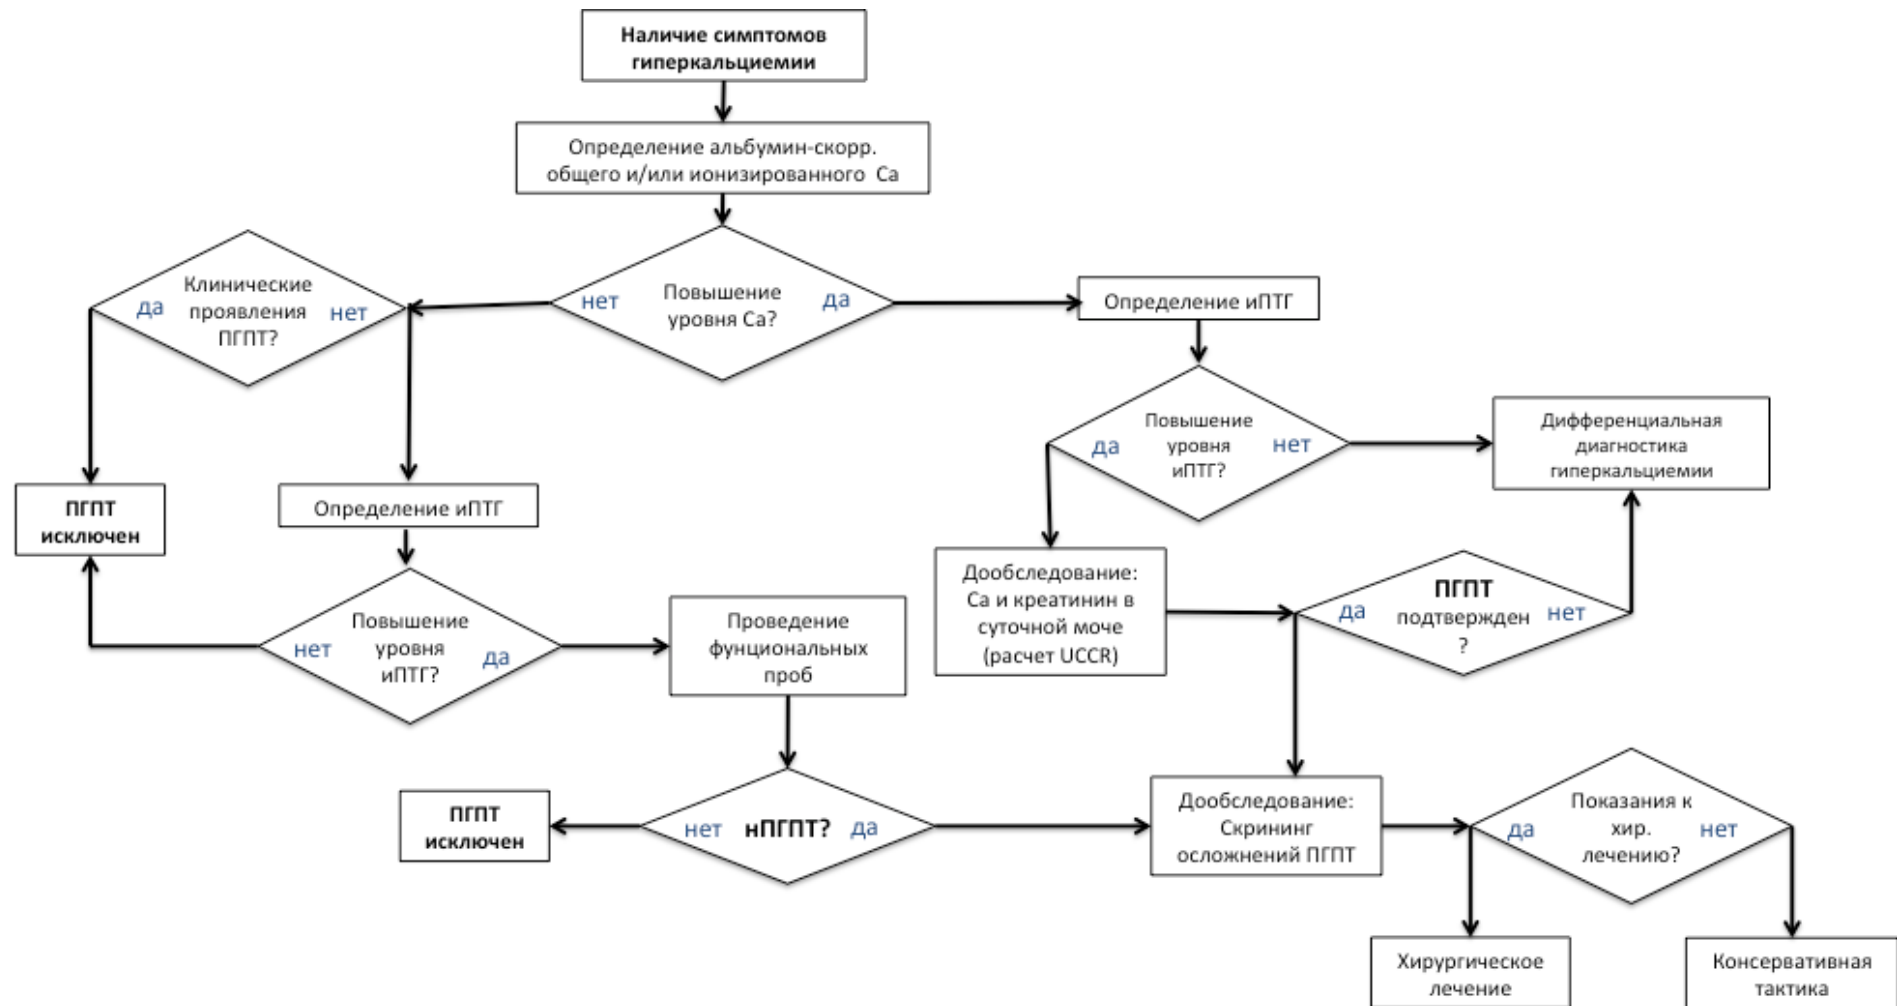 Наличие симптомов
гиперкальциемии
Определение альбумин-скорр.
общего и/или ионизированного Ca
Клинические
проявления
ПГПТ?
да
нет
нет
Повышение
уровня Ca?
да
Определение иПТГ
Повышение
уровня
иПТГ?
да
нет
Дифференциальная
диагностика
гиперкальциемии
ПГПТ
исключен
Определение иПТГ
Повышение
уровня
иПТГ?
нет
да
Проведение
фунциональных
проб
Дообследование:
Ca и креатинин в
суточной моче
(расчет UCCR)
ПГПТ
подтвержден
?
да
нет
ПГПТ
исключен
нет
нПГПТ?
да
Дообследование:
Скрининг
осложнений ПГПТ
Показания к
хир.
лечению?
да
нет
Хирургическое
лечение
Консервативная
тактика